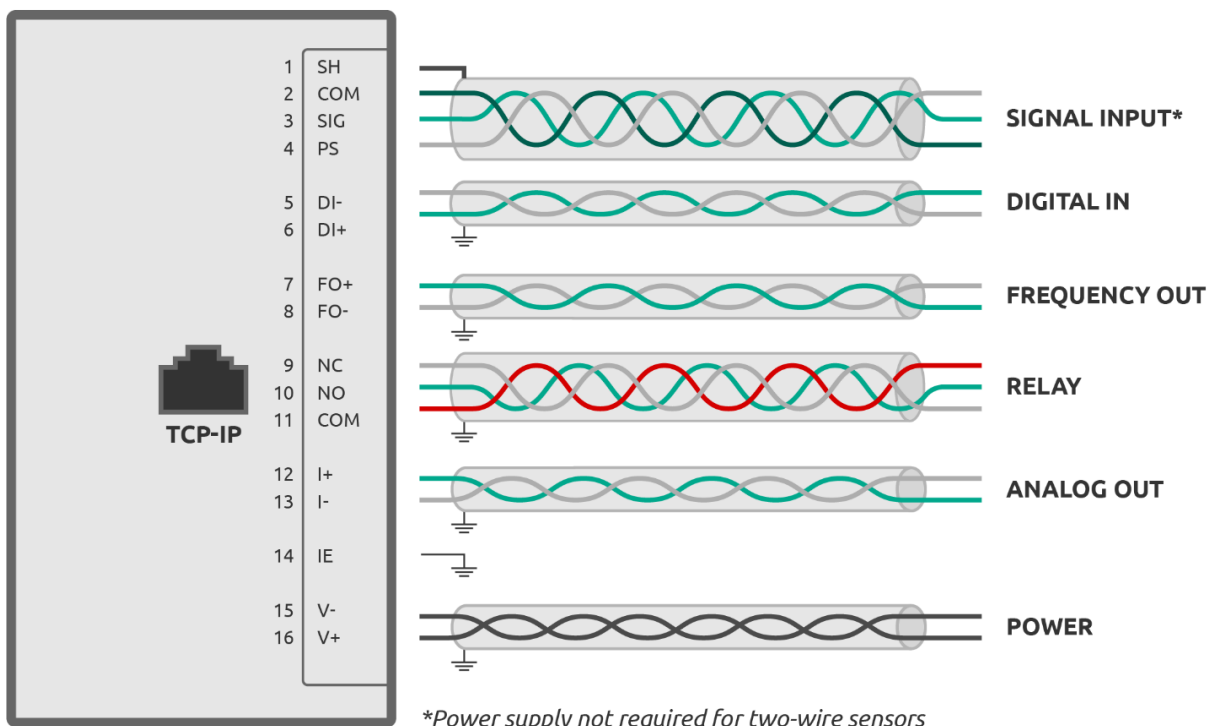 1 SH
2 COM
3 SIG
4 PS
SIGNAL INPUT*
5 DI-
6 DI+
DIGITAL IN
7 FO+
8 FO-
FREQUENCY OUT
9 NC
10 NO
11 COM
RELAY
TCP-IP
12 I+
13 I-
ANALOG OUT
14 IE
15 V-
16 V+
POWER
*Power supply not required for two-wire sensors